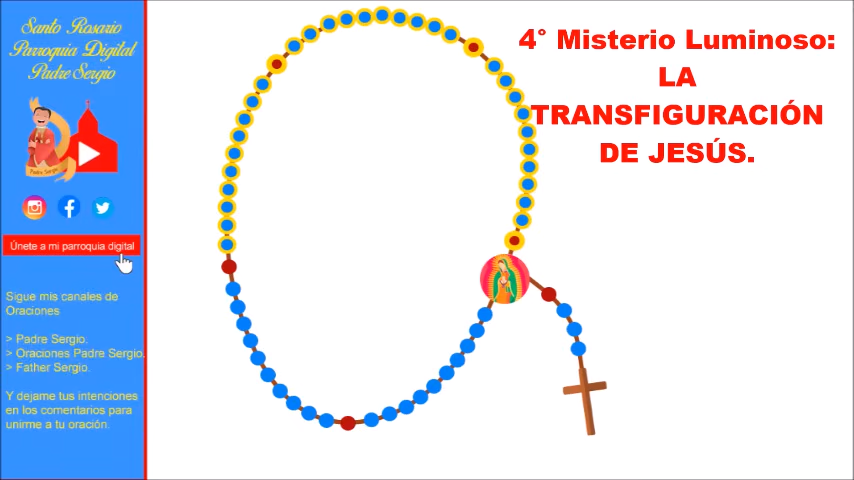 Santo Rosario
Parroquia Digital
Padre Sergio
Padre Sergio
Únete a mi parroquia digital
Sigue mis canales de
Oraciones
> Padre Sergio.
> Oraciones Padre Sergio.
> Father Sergio.
Y dejame tus intenciones
en los comentarios para
unirme a tu oración.
4° Misterio Luminoso:
LA
TRANSFIGURACIÓN
DE JESÚS.